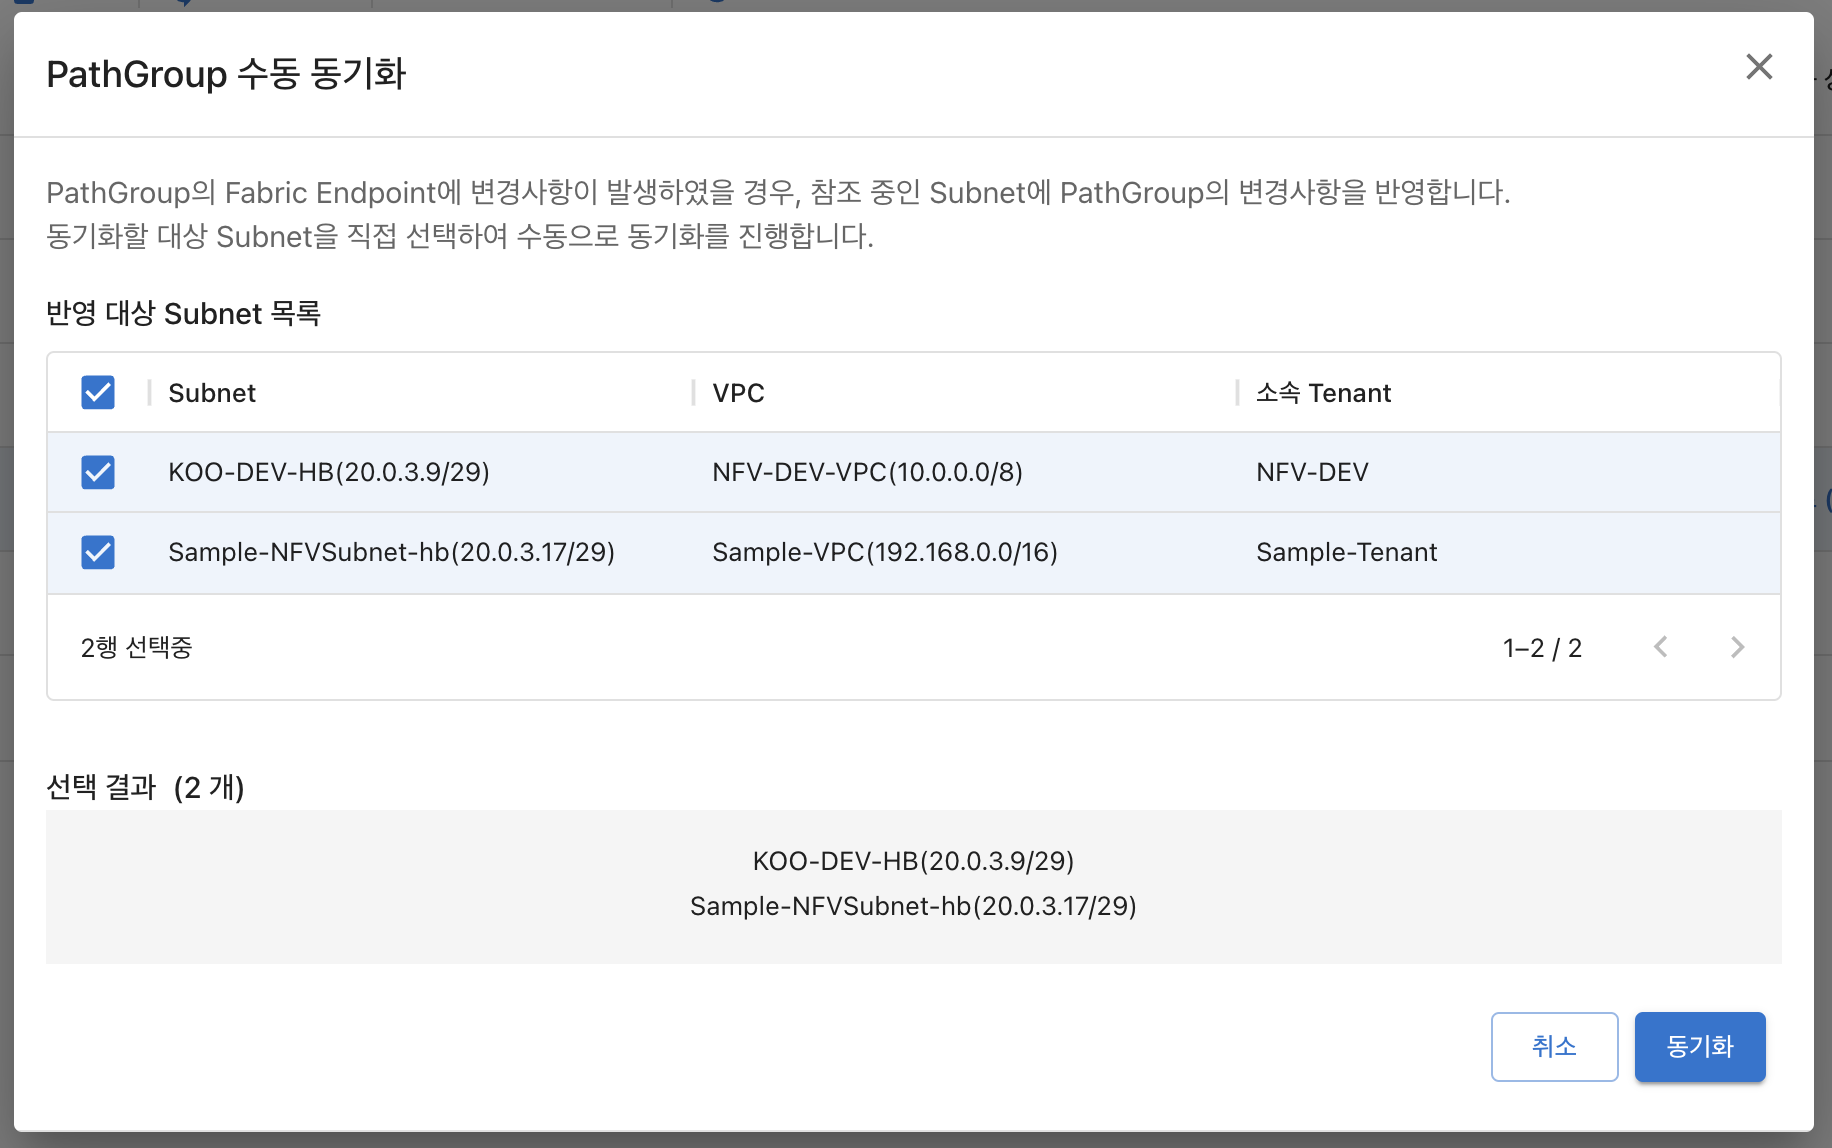 PathGroup 수동 동기화
PathGroup의 Fabric Endpoint에 변경사항이 발생하였을 경우, 참조 중인 Subnet에 PathGroup의 변경사항을 반영합니다.
동기화할 대상 Subnet을 직접 선택하여 수동으로 동기화를 진행합니다.
반영 대상 Subnet 목록
Subnet VPC 소속 Tenant
KOO-DEV-HB(20.0.3.9/29) NFV-DEV-VPC(10.0.0.0/8) NFV-DEV
Sample-NFVSubnet-hb(20.0.3.17/29) Sample-VPC(192.168.0.0/16) Sample-Tenant
2행 선택중 1–2 / 2
선택 결과 (2 개)
KOO-DEV-HB(20.0.3.9/29)
Sample-NFVSubnet-hb(20.0.3.17/29)
취소 동기화